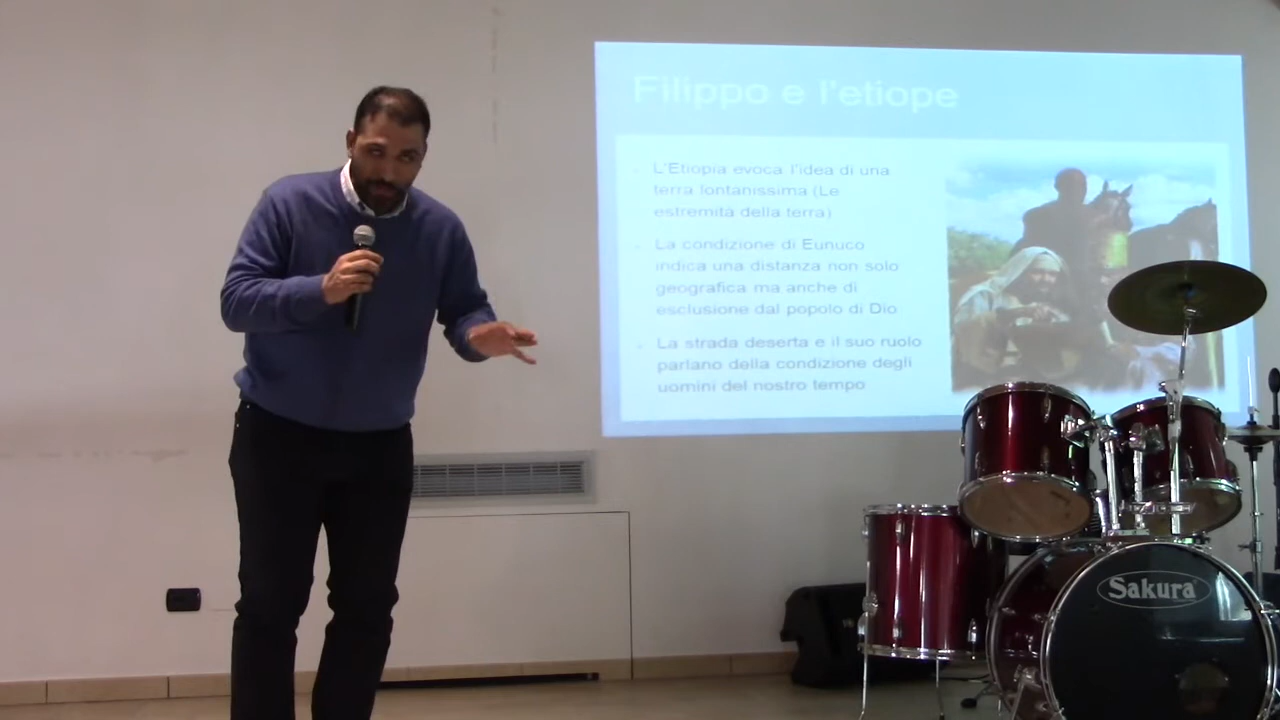 Filippo e l'etiope
L'Etiopia evoca l'idea di una
terra lontanissima (Le
estremità della terra)
La condizione di Eunuco
indica una distanza non solo
geografica ma anche di
esclusione dal popolo di Dio
La strada deserta e il suo ruolo
parlano della condizione degli
uomini del nostro tempo
Sakura